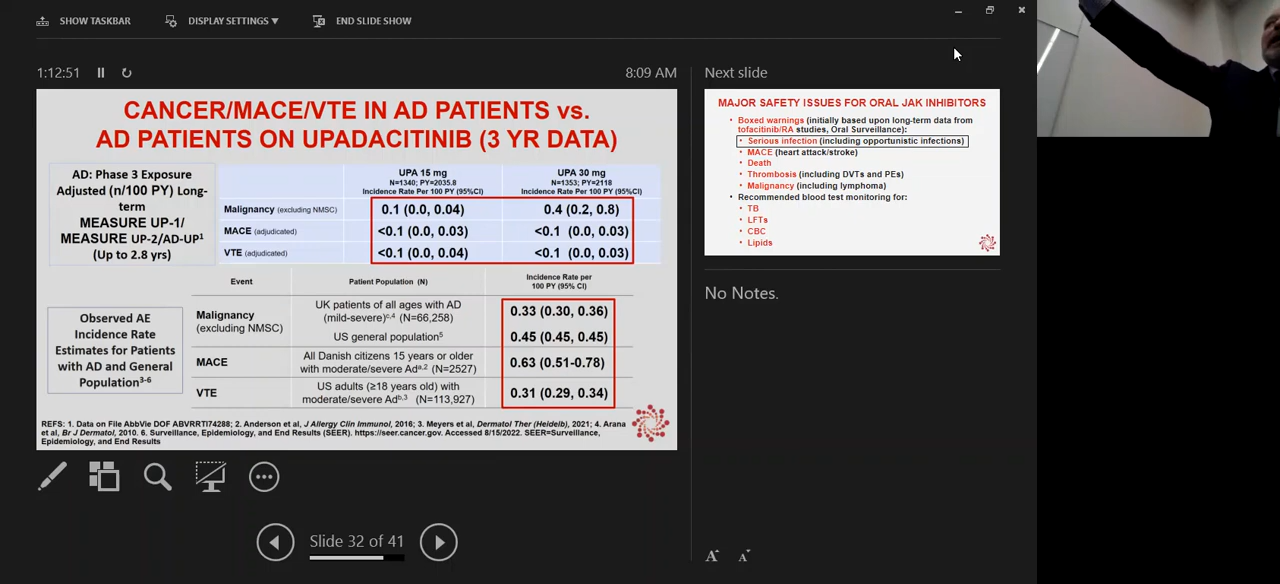 SHOW TASKBAR
DISPLAY SETTINGS ▼
END SLIDE SHOW
1:12:51
8:09 AM
CANCER/MACE/VTE IN AD PATIENTS vs.
AD PATIENTS ON UPADACITINIB (3 YR DATA)
AD: Phase 3 Exposure
Adjusted (n/100 PY) Long-
term
MEASURE UP-1/
MEASURE UP-2/AD-UP1
(Up to 2.8 yrs)
UPA 15 mg
N=1340; PY=2035.8
Incidence Rate Per 100 PY (95%CI)
UPA 30 mg
N=1353; PY=2118
Incidence Rate Per 100 PY (95%CI)
Malignancy (excluding NMSC) 0.1 (0.0, 0.04) 0.4 (0.2, 0.8)
MACE (adjudicated) <0.1 (0.0, 0.03) <0.1 (0.0, 0.03)
VTE (adjudicated) <0.1 (0.0, 0.04) <0.1 (0.0, 0.03)
Observed AE
Incidence Rate
Estimates for Patients
with AD and General
Population3-6
Event
Patient Population (N)
Incidence Rate per
100 PY (95% CI)
Malignancy
(excluding NMSC)
UK patients of all ages with AD
(mild-severe)c,4 (N=66,258)
0.33 (0.30, 0.36)
US general population5
0.45 (0.45, 0.45)
MACE
All Danish citizens 15 years or older
with moderate/severe Ada,2 (N=2527)
0.63 (0.51-0.78)
VTE
US adults (≥18 years old) with
moderate/severe Adb,3 (N=113,927)
0.31 (0.29, 0.34)
REFS: 1. Data on File AbbVie DOF ABVRRTI74288; 2. Anderson et al, J Allergy Clin Immunol, 2016; 3. Meyers et al, Dermatol Ther (Heidelb), 2021; 4. Arana
et al, Br J Dermatol, 2010. 6. Surveillance, Epidemiology, and End Results (SEER). https://seer.cancer.gov. Accessed 8/15/2022. SEER=Surveillance,
Epidemiology, and End Results
Slide 32 of 41
Next slide
MAJOR SAFETY ISSUES FOR ORAL JAK INHIBITORS
• Boxed warnings (initially based upon long-term data from
tofacitinib/RA studies, Oral Surveillance):
• Serious infection (including opportunistic infections)
• MACE (heart attack/stroke)
• Death
• Thrombosis (including DVTs and PEs)
• Malignancy (including lymphoma)
• Recommended blood test monitoring for:
• TB
• LFTs
• CBC
• Lipids
No Notes.
A A